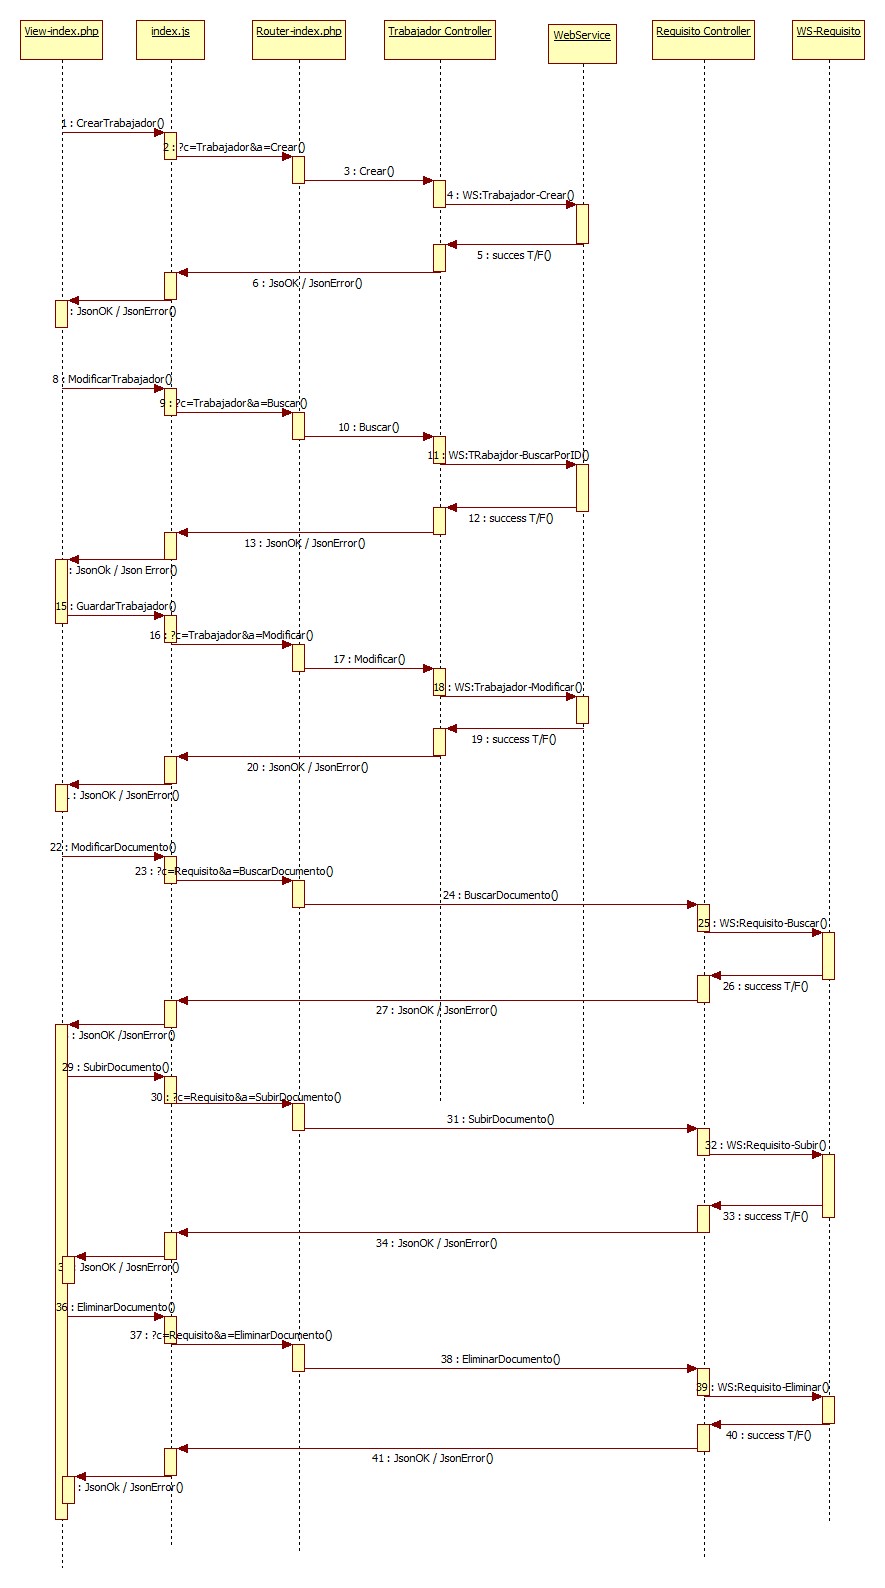 View-index.php
index.js
Router-index.php
Trabajador Controller
WebService
Requisito Controller
WS-Requisito
1 : CrearTrabajador()
2 : ?c=Trabajador&a=Crear()
3 : Crear()
4 : WS:Trabajador-Crear()
5 : succes T/F()
6 : JsoOK / JsonError()
: JsonOK / JsonError()
8 : ModificarTrabajador()
9 : ?c=Trabajador&a=Buscar()
10 : Buscar()
11 : WS:TRabajdor-BuscarPorID()
12 : success T/F()
13 : JsonOK / JsonError()
: JsonOk / Json Error()
15 : GuardarTrabajador()
16 : ?c=Trabajador&a=Modificar()
17 : Modificar()
18 : WS:Trabajador-Modificar()
19 : success T/F()
20 : JsonOK / JsonError()
: JsonOK / JsonError()
22 : ModificarDocumento()
23 : ?c=Requisito&a=BuscarDocumento()
24 : BuscarDocumento()
25 : WS:Requisito-Buscar()
26 : success T/F()
27 : JsonOK / JsonError()
: JsonOK /JsonError()
29 : SubirDocumento()
30 : ?c=Requisito&a=SubirDocumento()
31 : SubirDocumento()
32 : WS:Requisito-Subir()
33 : success T/F()
34 : JsonOK / JsonError()
: JsonOK / JosnError()
36 : EliminarDocumento()
37 : ?c=Requisito&a=EliminarDocumento()
38 : EliminarDocumento()
39 : WS:Requisito-Eliminar()
40 : success T/F()
41 : JsonOK / JsonError()
: JsonOk / JsonError()